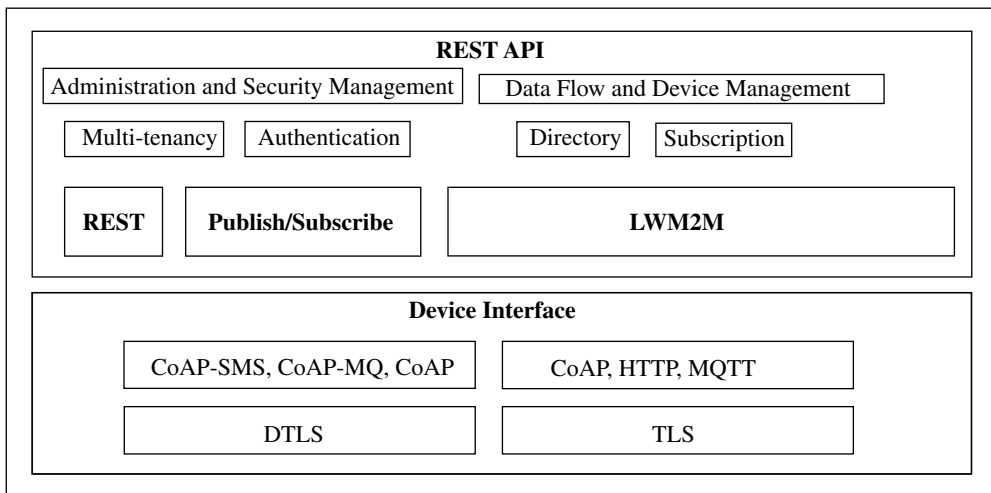 REST API
Administration and Security Management
Data Flow and Device Management
Multi-tenancy
Authentication
Directory
Subscription
REST
Publish/Subscribe
LWM2M
Device Interface
CoAP-SMS, CoAP-MQ, CoAP
CoAP, HTTP, MQTT
DTLS
TLS